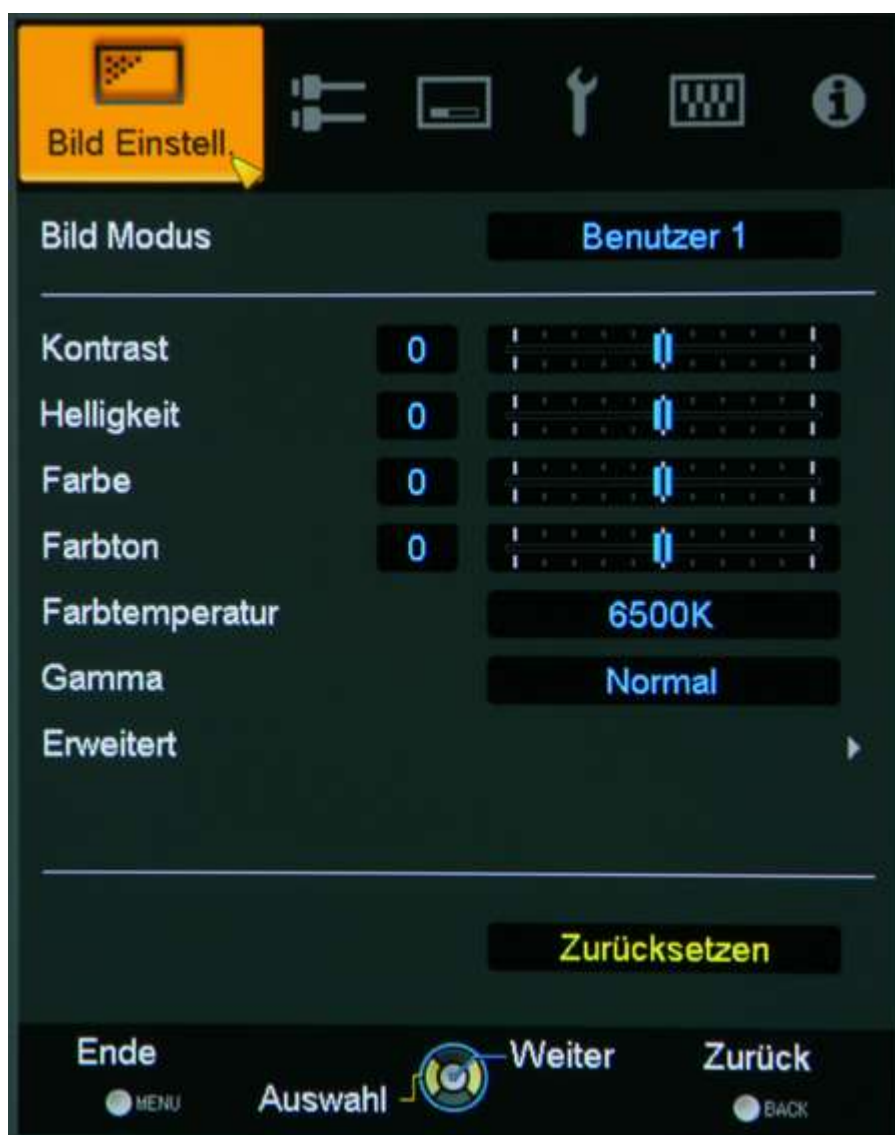 Bild Einstell.
Bild Modus Benutzer 1
Kontrast 0
Helligkeit 0
Farbe 0
Farbton 0
Farbtemperatur 6500K
Gamma Normal
Erweitert
Zurücksetzen
Ende Weiter Zurück
MENU Auswahl BACK